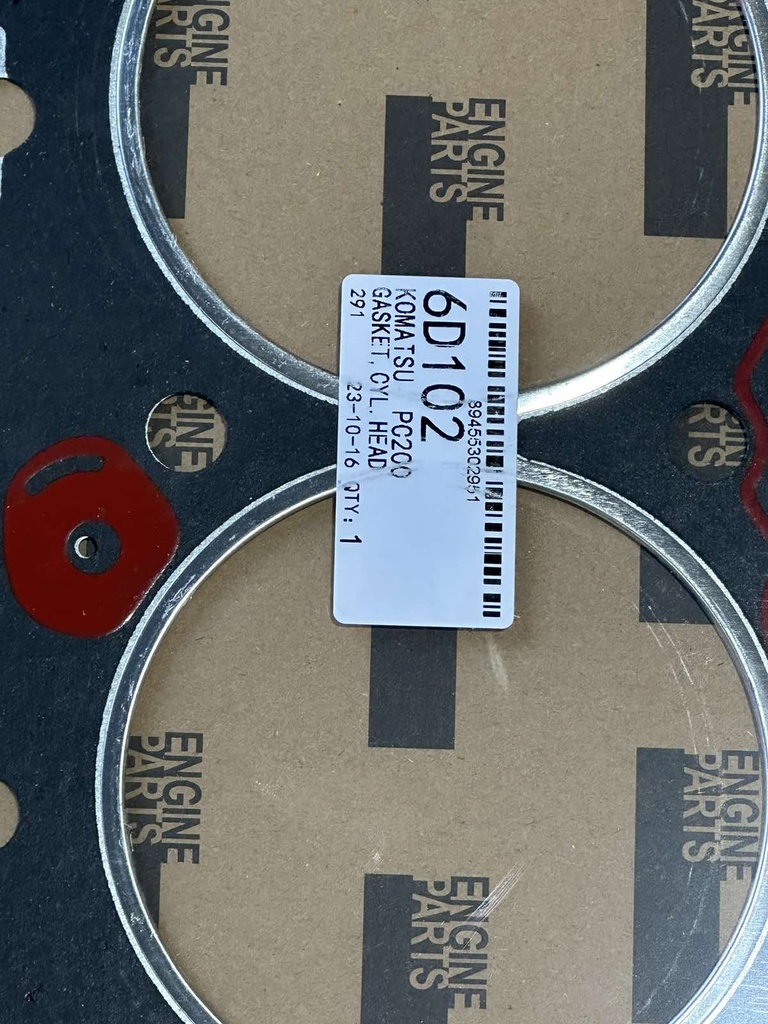 89455302951
6D102
KOMATSU PC200
GASKET, CYL. HEAD
291 23-10-16 QTY: 1
ENGINE
PARTS
ENGINE
PARTS
ENGINE
PARTS
ENGINE
PARTS
ENGINE
PARTS
ENGINE
PARTS